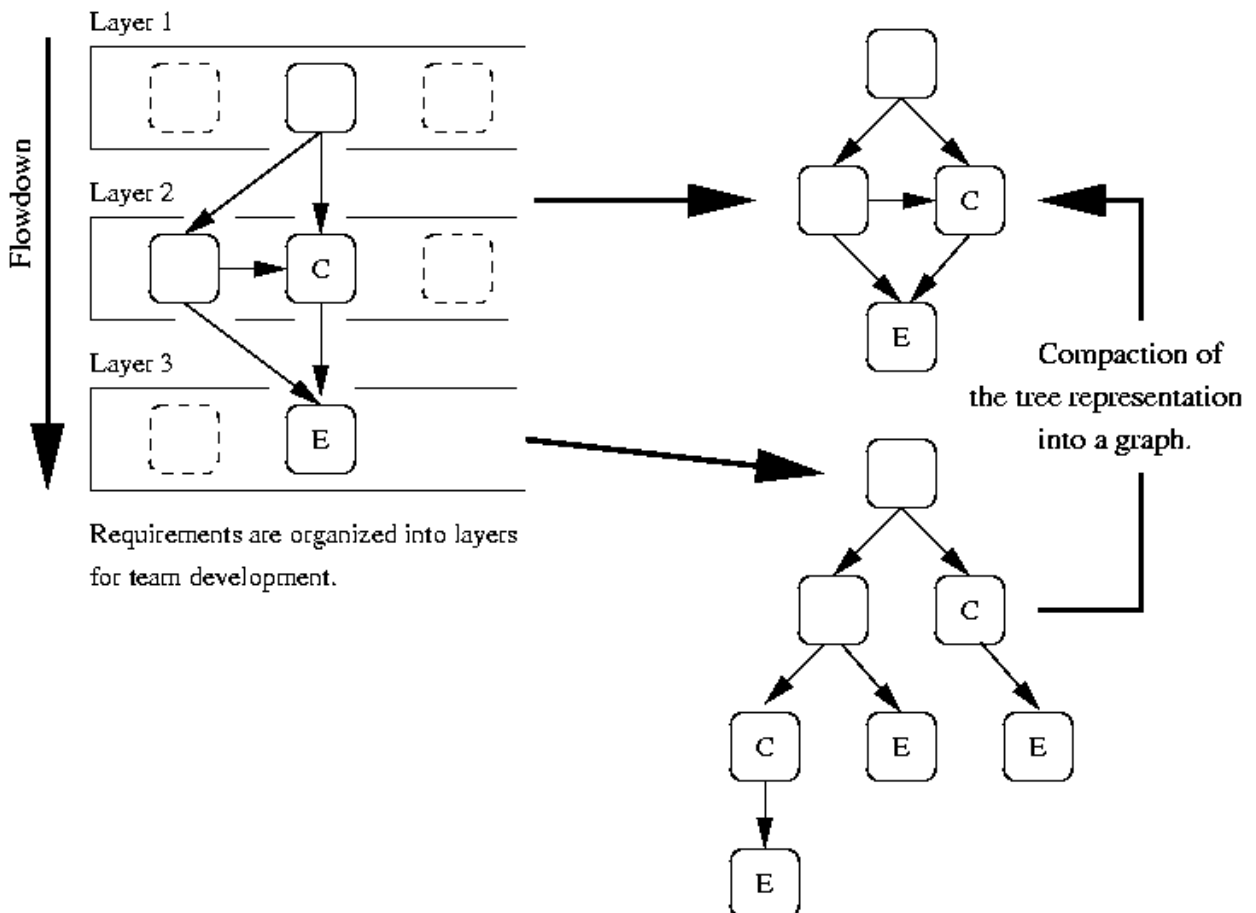 Layer 1
Flowdown
Layer 2
C
Layer 3
E
Requirements are organized into layers
for team development.
C
E
Compaction of
the tree representation
into a graph.
C
C
E
E
E